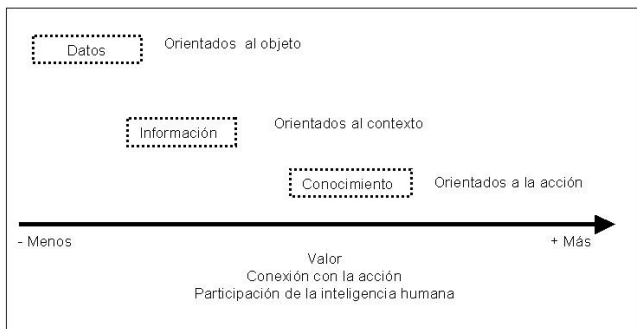 Datos Orientados al objeto
Información Orientados al contexto
Conocimiento Orientados a la acción
- Menos + Más
Valor
Conexión con la acción
Participación de la inteligencia humana